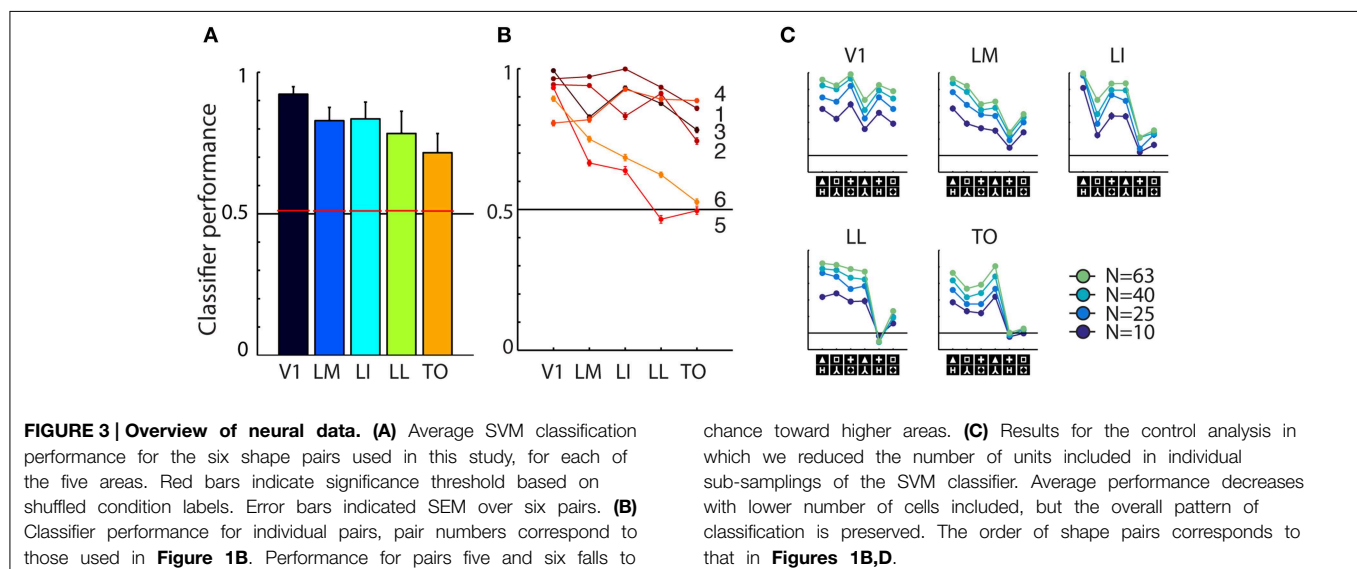 A
B
C
Classifier performance
1
0.5
0
V1 LM LI LL TO
1
0.5
0
4
1
3
2
6
5
V1 LM LI LL TO
V1
LM
LI
LL
TO
N=63
N=40
N=25
N=10
FIGURE 3 | Overview of neural data. (A) Average SVM classification
performance for the six shape pairs used in this study, for each of
the five areas. Red bars indicate significance threshold based on
shuffled condition labels. Error bars indicated SEM over six pairs. (B)
Classifier performance for individual pairs, pair numbers correspond to
those used in Figure 1B. Performance for pairs five and six falls to
chance toward higher areas. (C) Results for the control analysis in
which we reduced the number of units included in individual
sub-samplings of the SVM classifier. Average performance decreases
with lower number of cells included, but the overall pattern of
classification is preserved. The order of shape pairs corresponds to
that in Figures 1B,D.